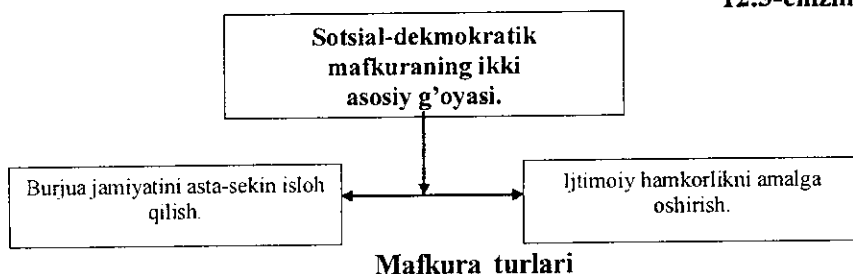 12.3-chizm
Sotsial-dekmokratik
mafkuraning ikki
asosiy g'oyasi.
Burjua jamiyatini asta-sekin isloh
qilish.
Ijtimoiy hamkorlikni amalga
oshirish.
Mafkura turlari